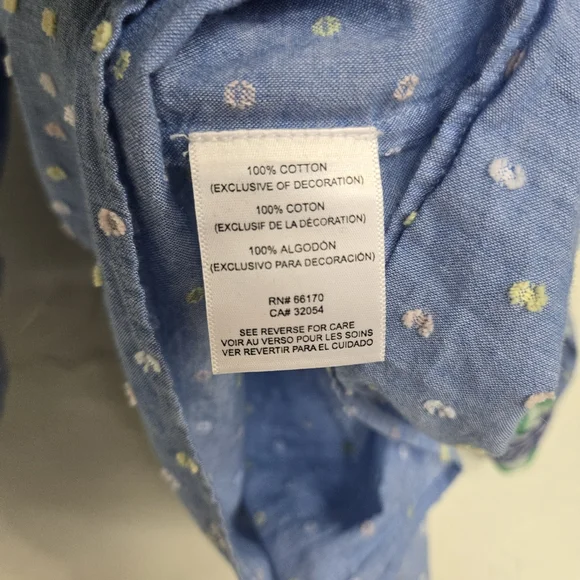 100% COTTON
(EXCLUSIVE OF DECORATION)
100% COTON
(EXCLUSIF DE LA DÉCORATION)
100% ALGODÓN
(EXCLUSIVO PARA DECORACIÓN)
RN# 66170
CA# 32054
SEE REVERSE FOR CARE
VOIR AU VERSO POUR LES SOINS
VER REVERTIR PARA EL CUIDADO